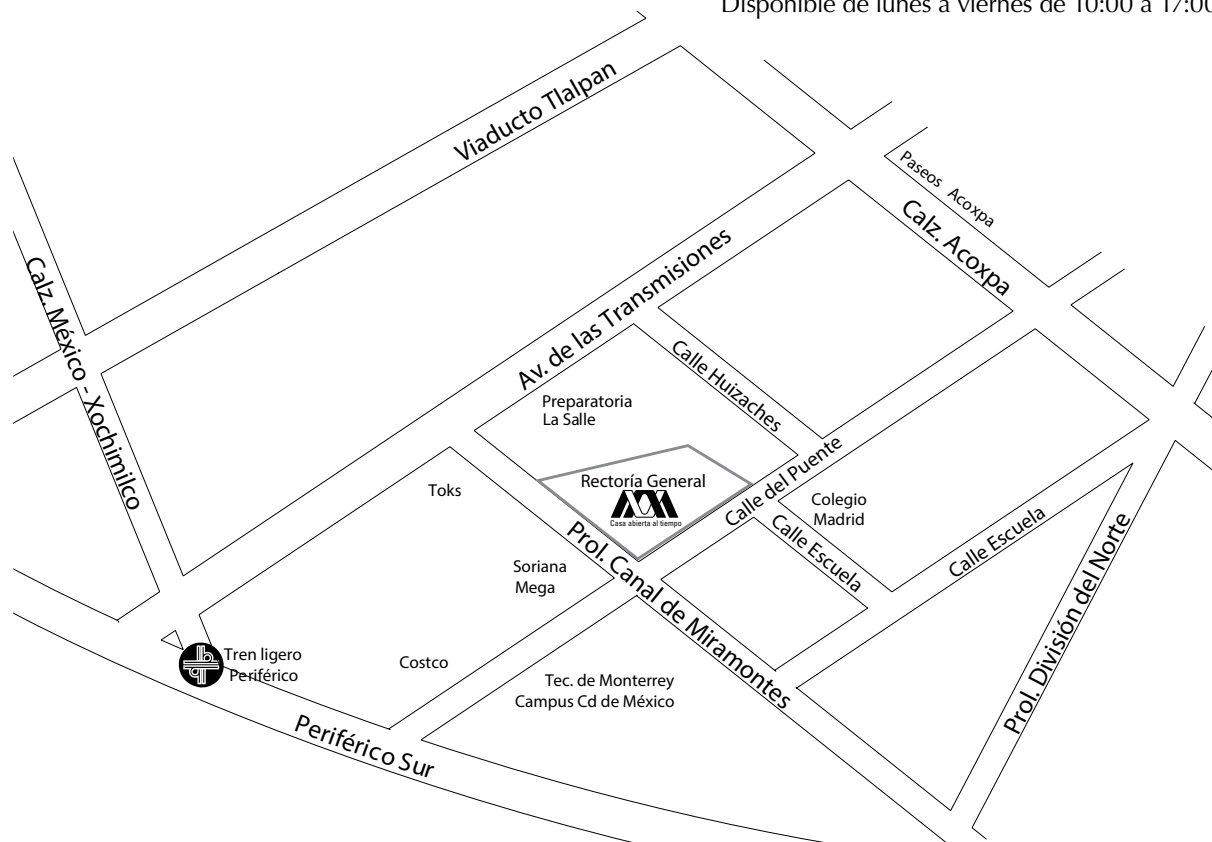 Disponible de lunes a viernes de 10:00 a 17:00
Viaducto Tlalpan
Paseos Acoxpa
Calz. Acoxpa
Calz. México - Xochimilco
Av. de las Transmisiones
Calle Huizaches
Preparatoria
La Salle
Rectoría General
Casa abierta al tiempo
Toks
Calle del Puente
Colegio
Madrid
Calle Escuela
Calle Escuela
Prol. División del Norte
Prol. Canal de Miramontes
Soriana
Mega
Costco
Tren ligero
Periférico
Tec. de Monterrey
Campus Cd de México
Periférico Sur